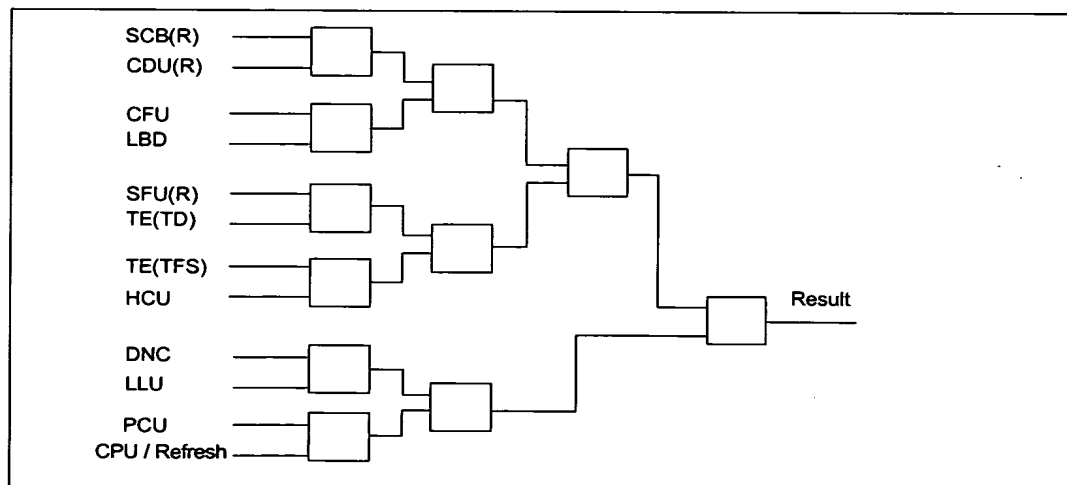 SCB(R)
CDU(R)
CFU
LBD
SFU(R)
TE(TD)
TE(TFS)
HCU
Result
DNC
LLU
PCU
CPU / Refresh